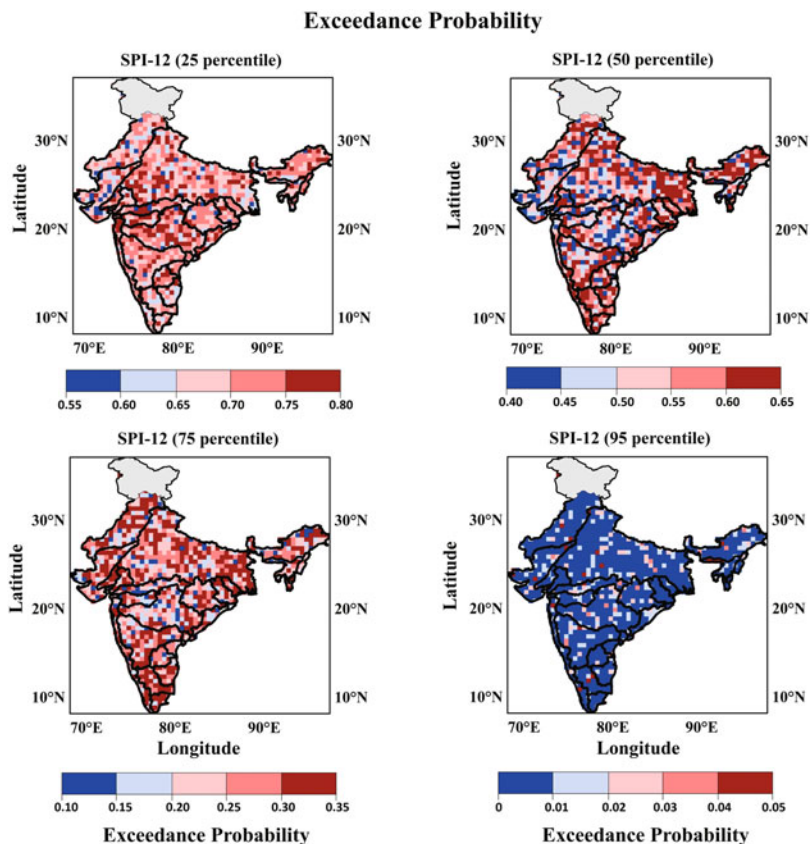 Exceedance Probability
SPI-12 (25 percentile)
SPI-12 (50 percentile)
30°N
30°N
30°N
30°N
Latitude
Latitude
20°N
20°N
20°N
20°N
10°N
10°N
10°N
10°N
70°E 80°E 90°E
70°E 80°E 90°E
0.55 0.60 0.65 0.70 0.75 0.80
0.40 0.45 0.50 0.55 0.60 0.65
SPI-12 (75 percentile)
SPI-12 (95 percentile)
30°N
30°N
30°N
30°N
Latitude
Latitude
20°N
20°N
20°N
20°N
10°N
10°N
10°N
10°N
70°E 80°E 90°E
70°E 80°E 90°E
Longitude
Longitude
0.10 0.15 0.20 0.25 0.30 0.35
0 0.01 0.02 0.03 0.04 0.05
Exceedance Probability
Exceedance Probability